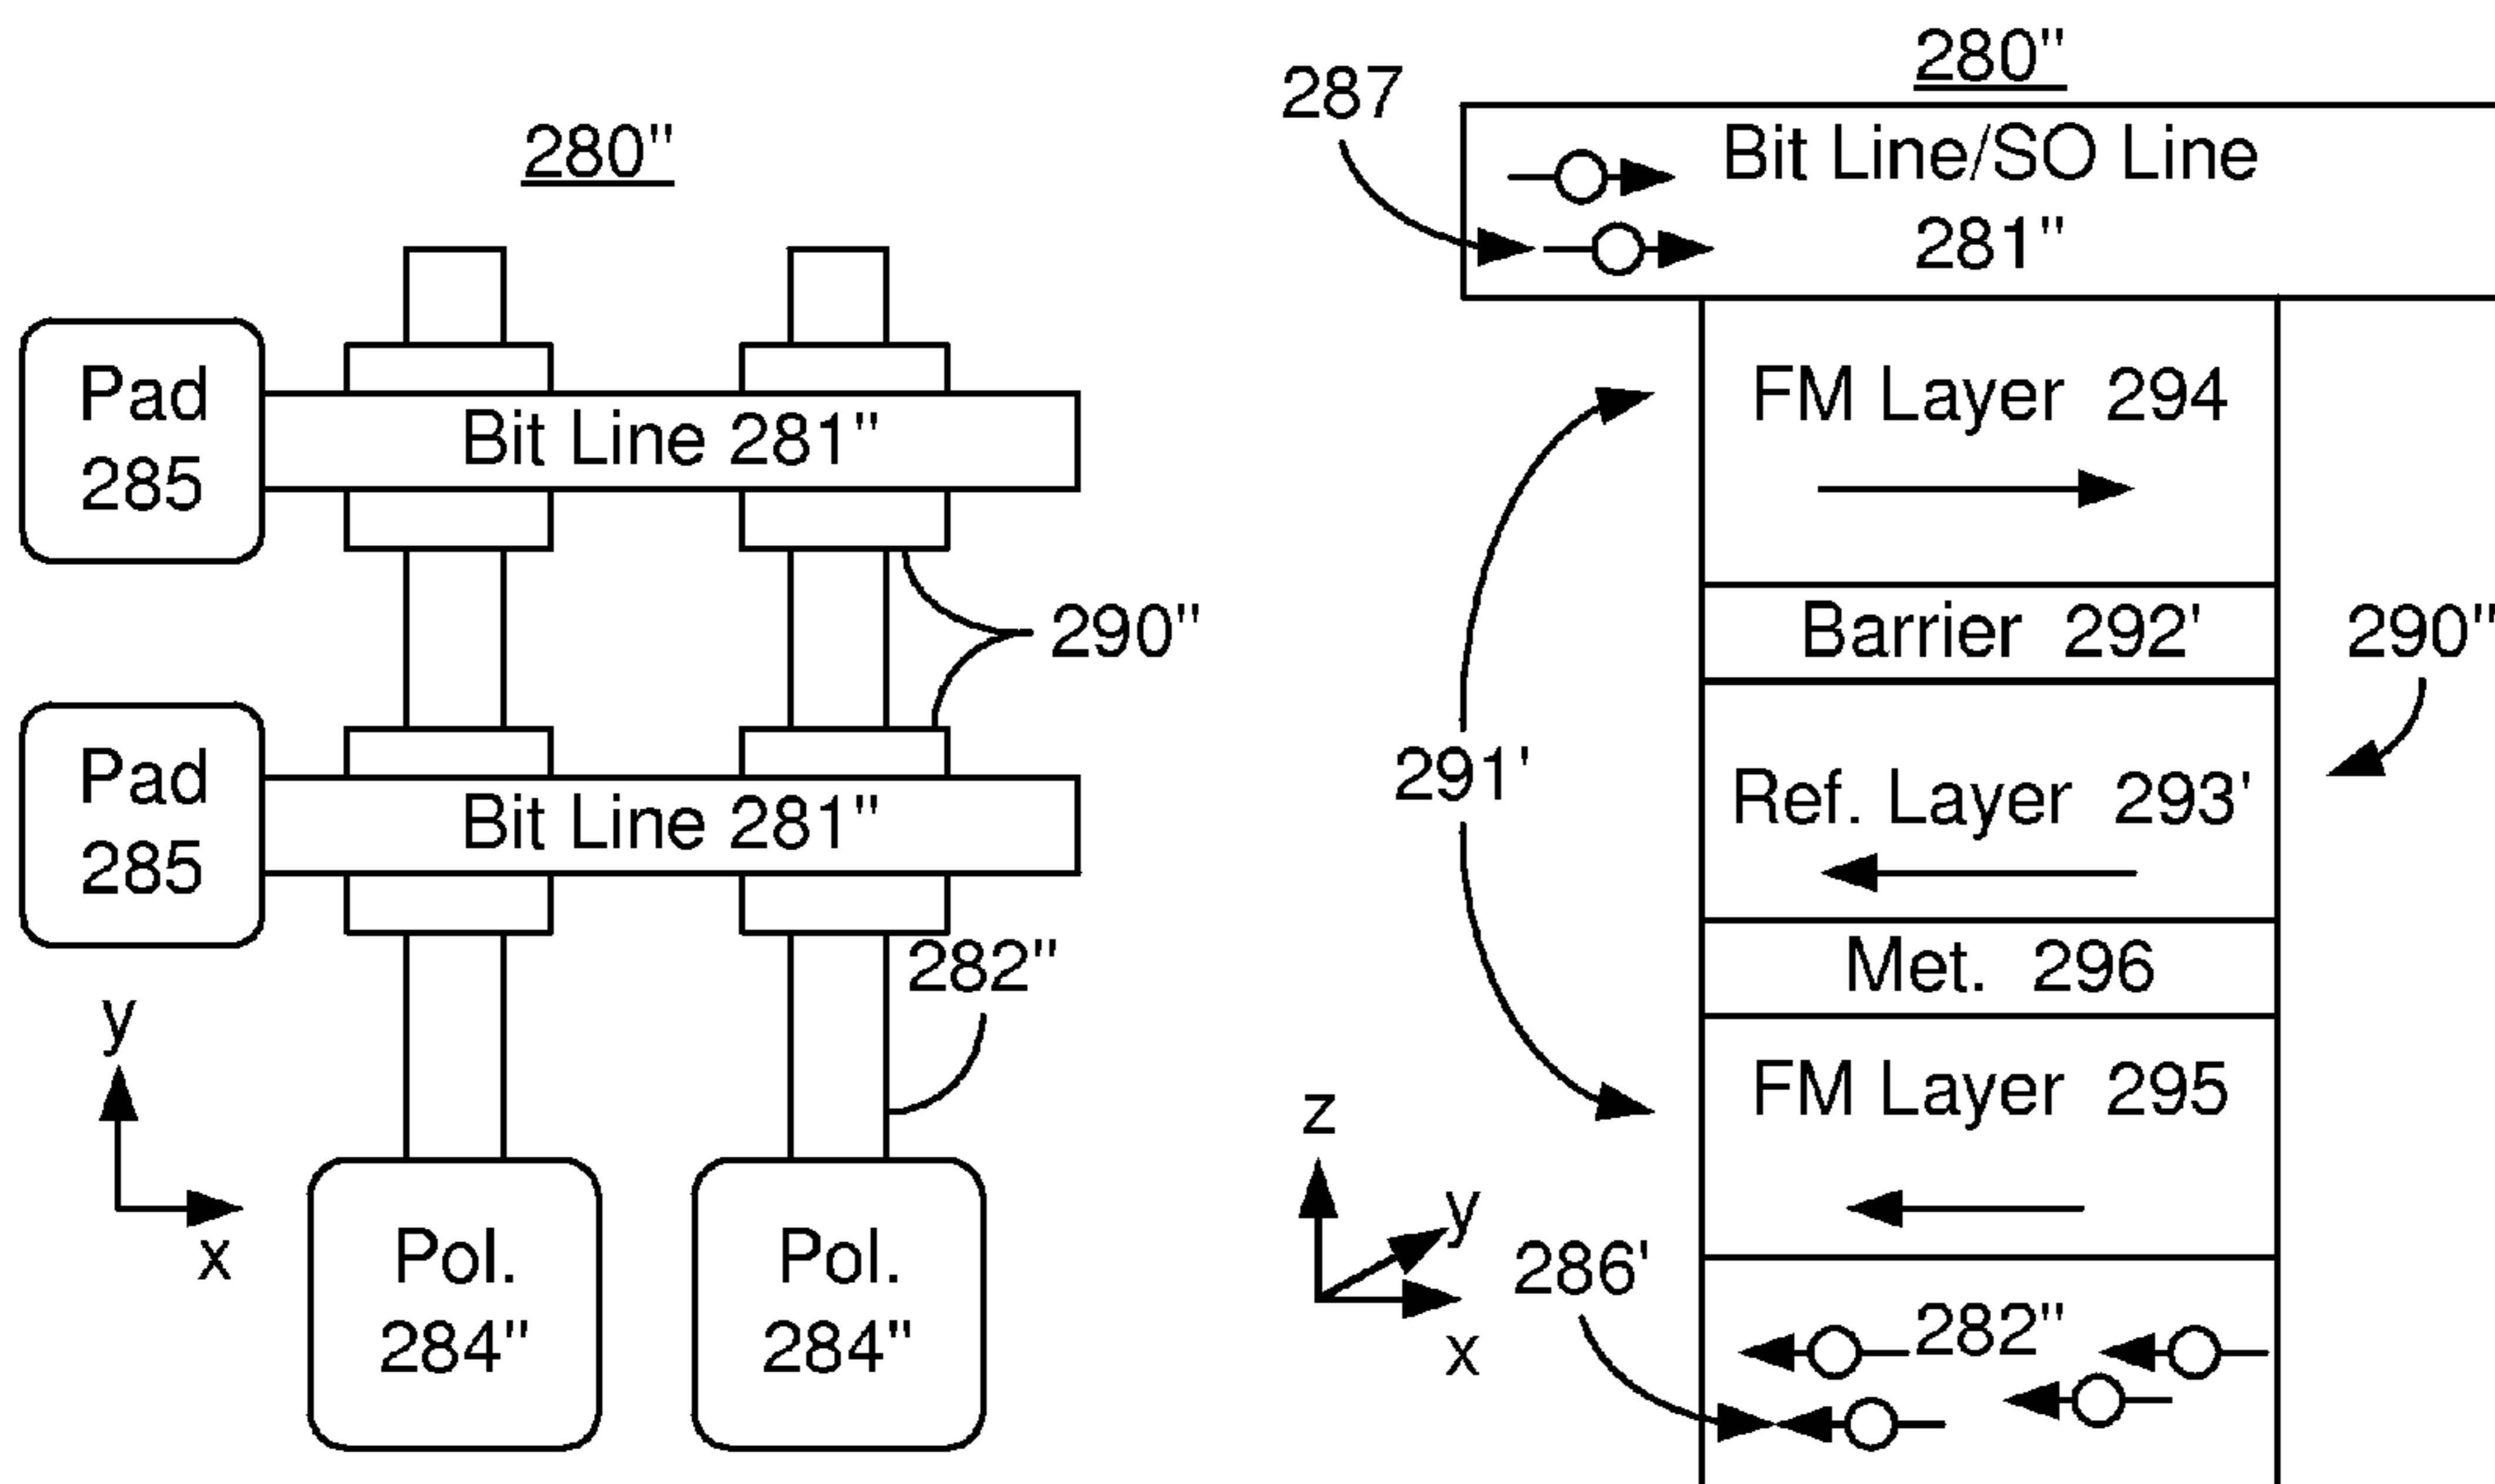 280"
Pad
285
Bit Line 281"
290"
Pad
285
Bit Line 281"
282"
y
x
Pol.
284"
Pol.
284"
280"
287
Bit Line/SO Line
281"
FM Layer 294
Barrier 292'
290"
291'
Ref. Layer 293'
Met. 296
FM Layer 295
z
y
x
286'
282"